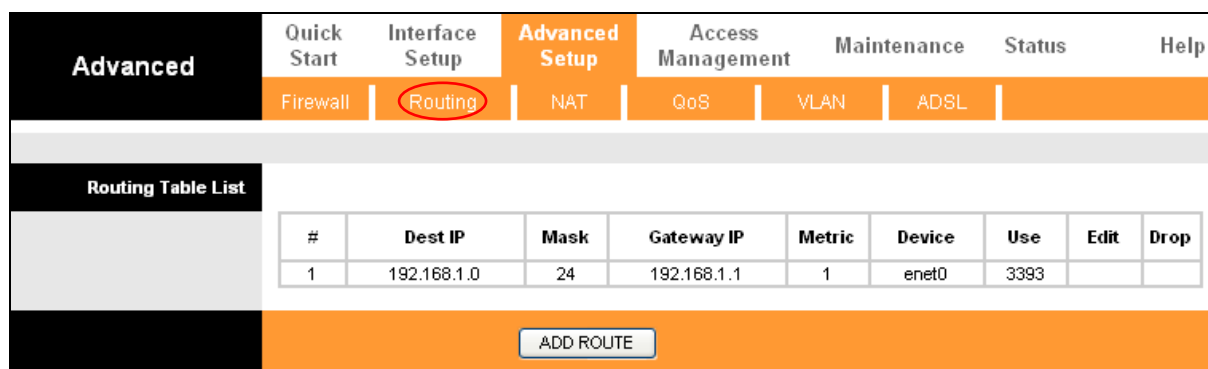 Advanced
Quick Start
Interface Setup
Advanced Setup
Access Management
Maintenance
Status
Help
Firewall
Routing
NAT
QoS
VLAN
ADSL
Routing Table List
# Dest IP Mask Gateway IP Metric Device Use Edit Drop
1 192.168.1.0 24 192.168.1.1 1 enet0 3393
ADD ROUTE